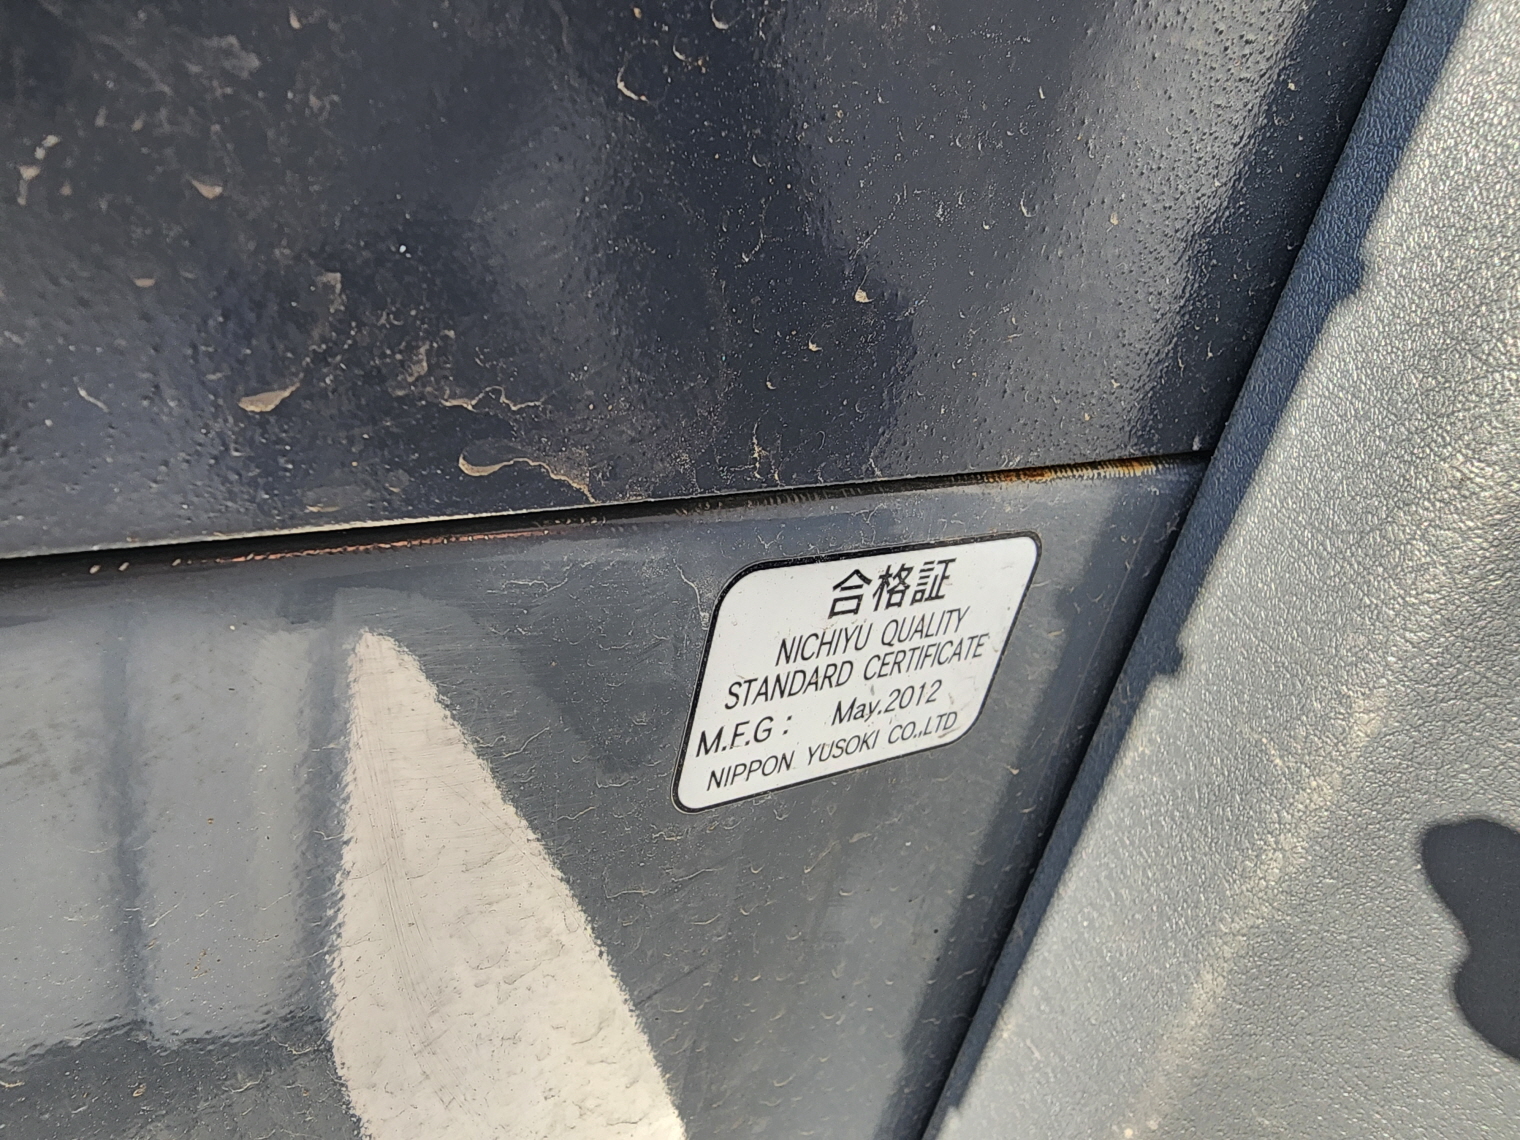 合格証
NICHIYU QUALITY
STANDARD CERTIFICATE
M.F.G : May.2012
NIPPON YUSOKI CO.,LTD